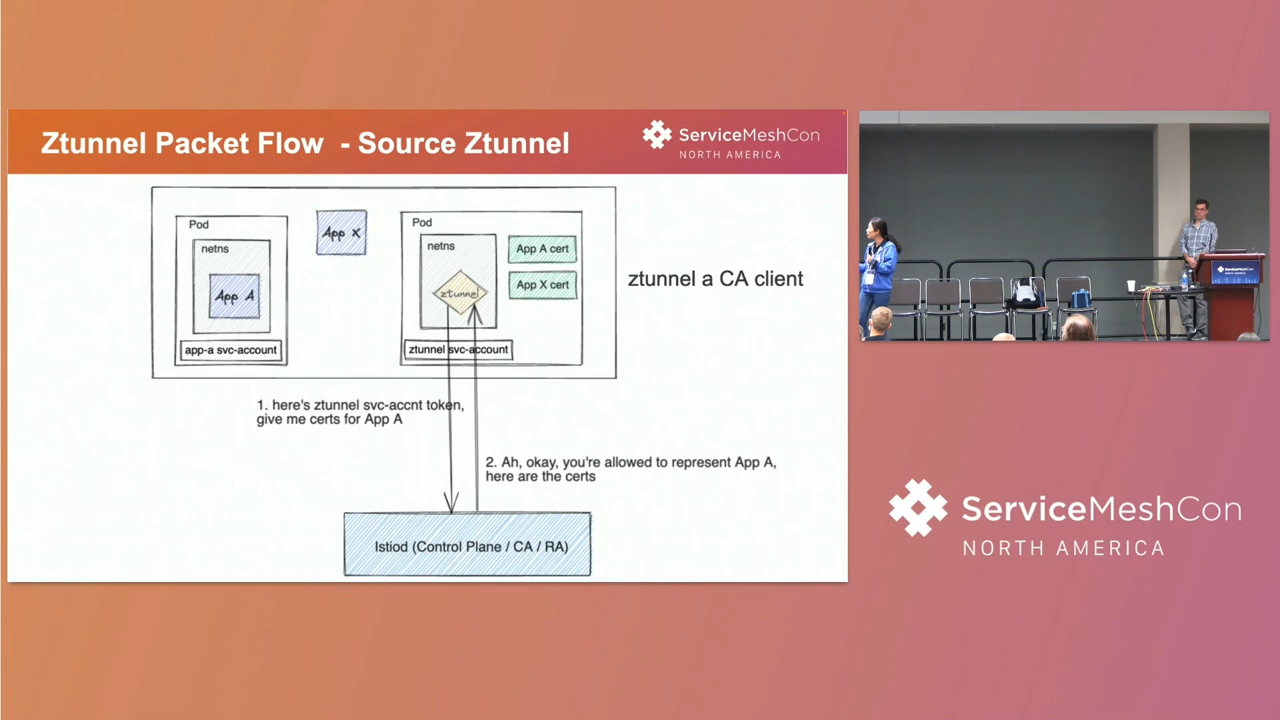 Ztunnel Packet Flow - Source Ztunnel
ServiceMeshCon
NORTH AMERICA
Pod
netns
App A
app-a svc-account
App X
Pod
netns
ztunnel
App A cert
App X cert
ztunnel svc-account
ztunnel a CA client
1. here's ztunnel svc-accnt token,
give me certs for App A
2. Ah, okay, you're allowed to represent App A,
here are the certs
Istiod (Control Plane / CA / RA)
ServiceMeshCon
ServiceMeshCon
NORTH AMERICA